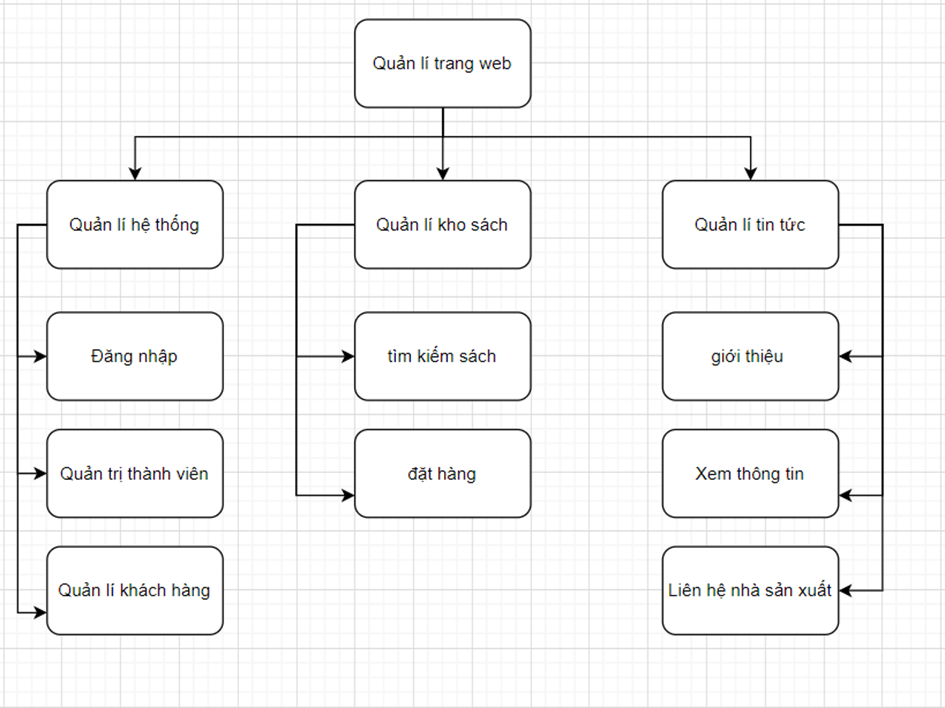 Quản lí trang web
Quản lí hệ thống
Quản lí kho sách
Quản lí tin tức
Đăng nhập
tìm kiếm sách
giới thiệu
Quản trị thành viên
đặt hàng
Xem thông tin
Quản lí khách hàng
Liên hệ nhà sản xuất